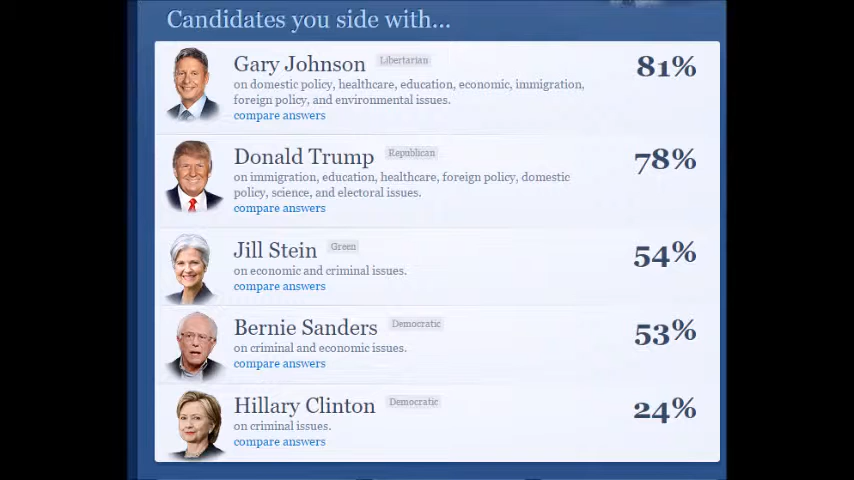 Candidates you side with...
Gary Johnson Libertarian 81%
on domestic policy, healthcare, education, economic, immigration,
foreign policy, and environmental issues.
compare answers
Donald Trump Republican 78%
on immigration, education, healthcare, foreign policy, domestic
policy, science, and electoral issues.
compare answers
Jill Stein Green 54%
on economic and criminal issues.
compare answers
Bernie Sanders Democratic 53%
on criminal and economic issues.
compare answers
Hillary Clinton Democratic 24%
on criminal issues.
compare answers